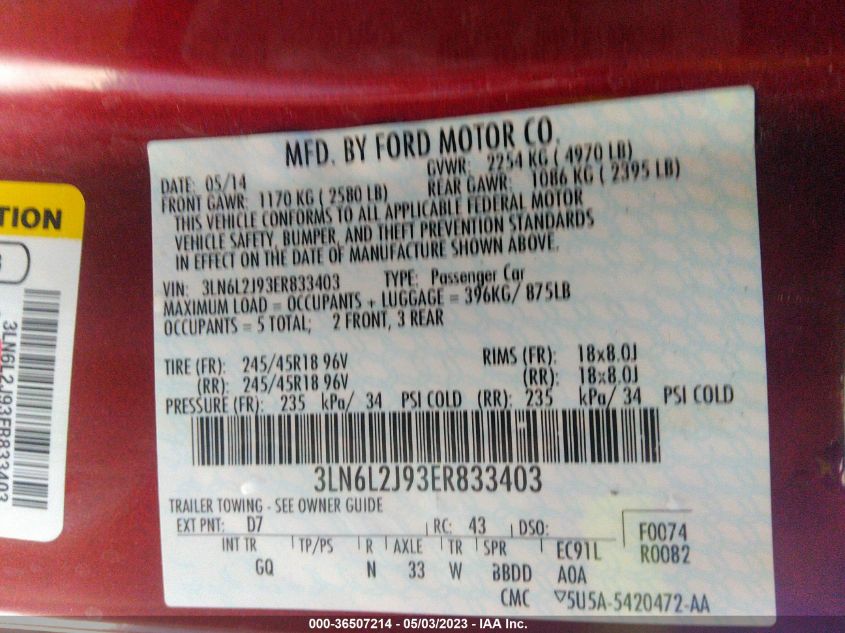 MFD. BY FORD MOTOR CO.
DATE: 05/14 GVWR: 2254 KG ( 4970 LB)
FRONT GAWR: 1170 KG ( 2580 LB) REAR GAWR: 1086 KG ( 2395 LB)
THIS VEHICLE CONFORMS TO ALL APPLICABLE FEDERAL MOTOR
VEHICLE SAFETY, BUMPER, AND THEFT PREVENTION STANDARDS
IN EFFECT ON THE DATE OF MANUFACTURE SHOWN ABOVE.
VIN: 3LN6L2J93ER833403 TYPE: Passenger Car
MAXIMUM LOAD = OCCUPANTS + LUGGAGE = 396KG/ 875LB
OCCUPANTS = 5 TOTAL; 2 FRONT, 3 REAR
TIRE (FR): 245/45R18 96V RIMS (FR): 18x8.0J
(RR): 245/45R18 96V (RR): 18x8.0J
PRESSURE (FR): 235 kPa/ 34 PSI COLD (RR): 235 kPa/ 34 PSI COLD
3LN6L2J93ER833403
TRAILER TOWING - SEE OWNER GUIDE
EXT PNT: D7 RC: 43 DSO: F0074
INT TR TP/PS R AXLE TR SPR EC91L R0082
GQ N 33 W BBDD A0A
CMC ▽5U5A-5420472-AA
TION
3LN6L2J93ER833403
000-36507214 - 05/03/2023 - IAA Inc.